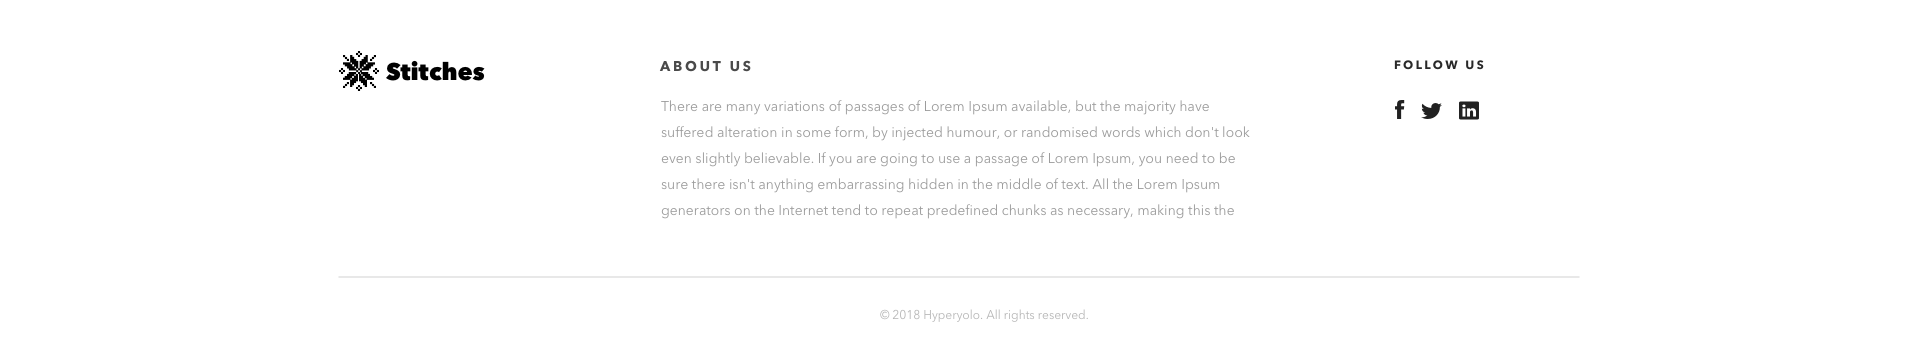 Stitches
ABOUT US
There are many variations of passages of Lorem Ipsum available, but the majority have
suffered alteration in some form, by injected humour, or randomised words which don't look
even slightly believable. If you are going to use a passage of Lorem Ipsum, you need to be
sure there isn't anything embarrassing hidden in the middle of text. All the Lorem Ipsum
generators on the Internet tend to repeat predefined chunks as necessary, making this the
FOLLOW US
© 2018 Hyperyolo. All rights reserved.